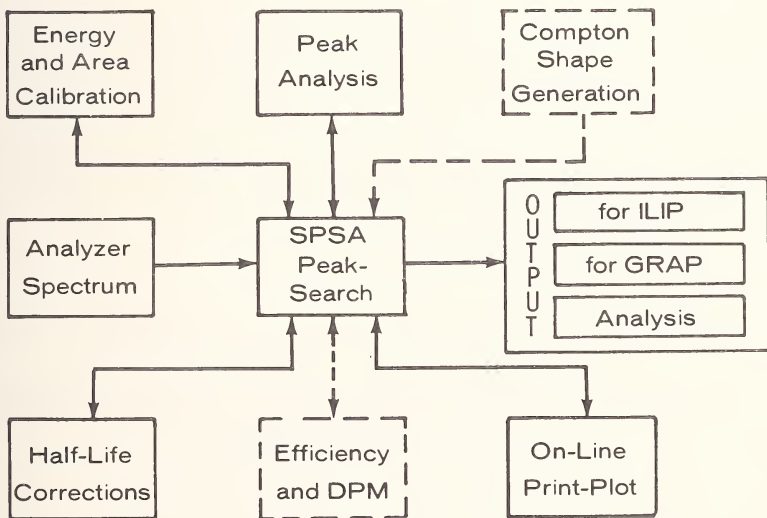 Energy
and Area
Calibration
Peak
Analysis
Compton
Shape
Generation
Analyzer
Spectrum
SPSA
Peak-
Search
OUTPUT
for ILIP
for GRAP
Analysis
Half-Life
Corrections
Efficiency
and DPM
On-Line
Print-Plot